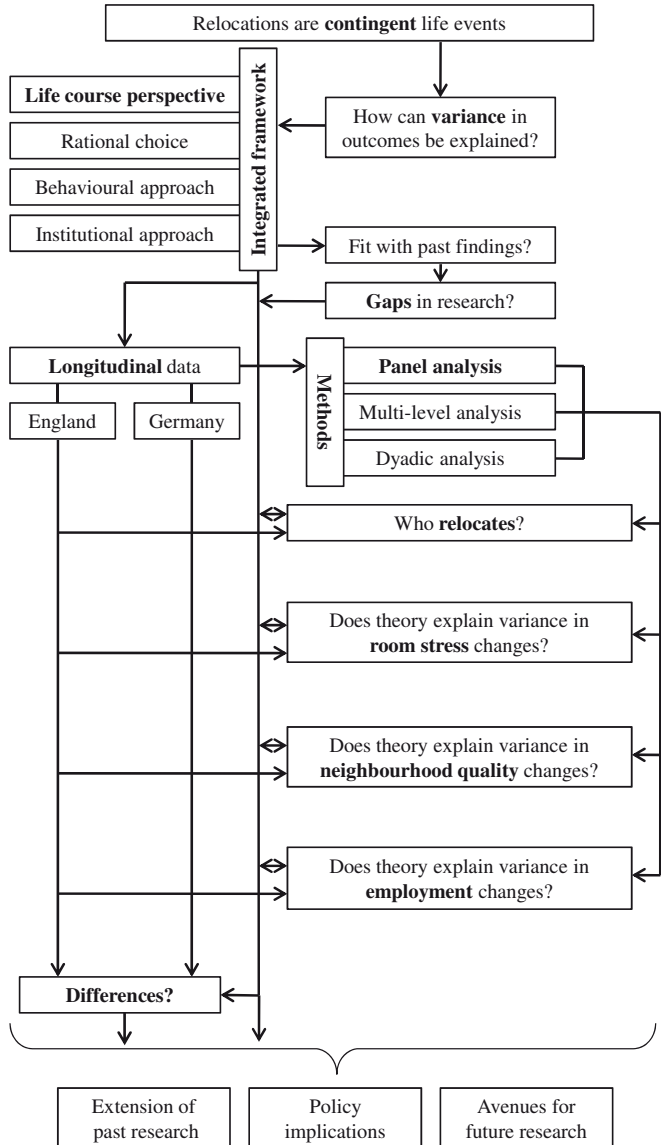 Relocations are contingent life events
Integrated framework
Life course perspective
Rational choice
Behavioural approach
Institutional approach
How can variance in
outcomes be explained?
Fit with past findings?
Gaps in research?
Longitudinal data
England
Germany
Methods
Panel analysis
Multi-level analysis
Dyadic analysis
Who relocates?
Does theory explain variance in
room stress changes?
Does theory explain variance in
neighbourhood quality changes?
Does theory explain variance in
employment changes?
Differences?
Extension of
past research
Policy
implications
Avenues for
future research